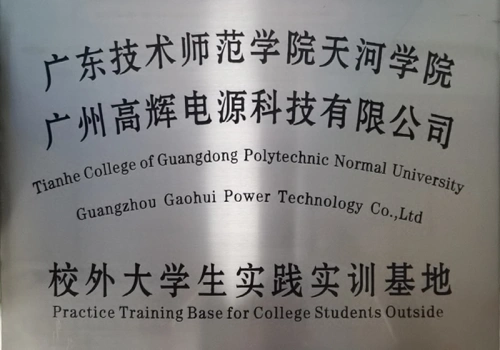 广东技术师范学院天河学院
广州高辉电源科技有限公司
Tianhe College of Guangdong Polytechnic Normal University
Guangzhou Gaohui Power Technology Co.,Ltd
校外大学生实践实训基地
Practice Training Base for College Students Outside